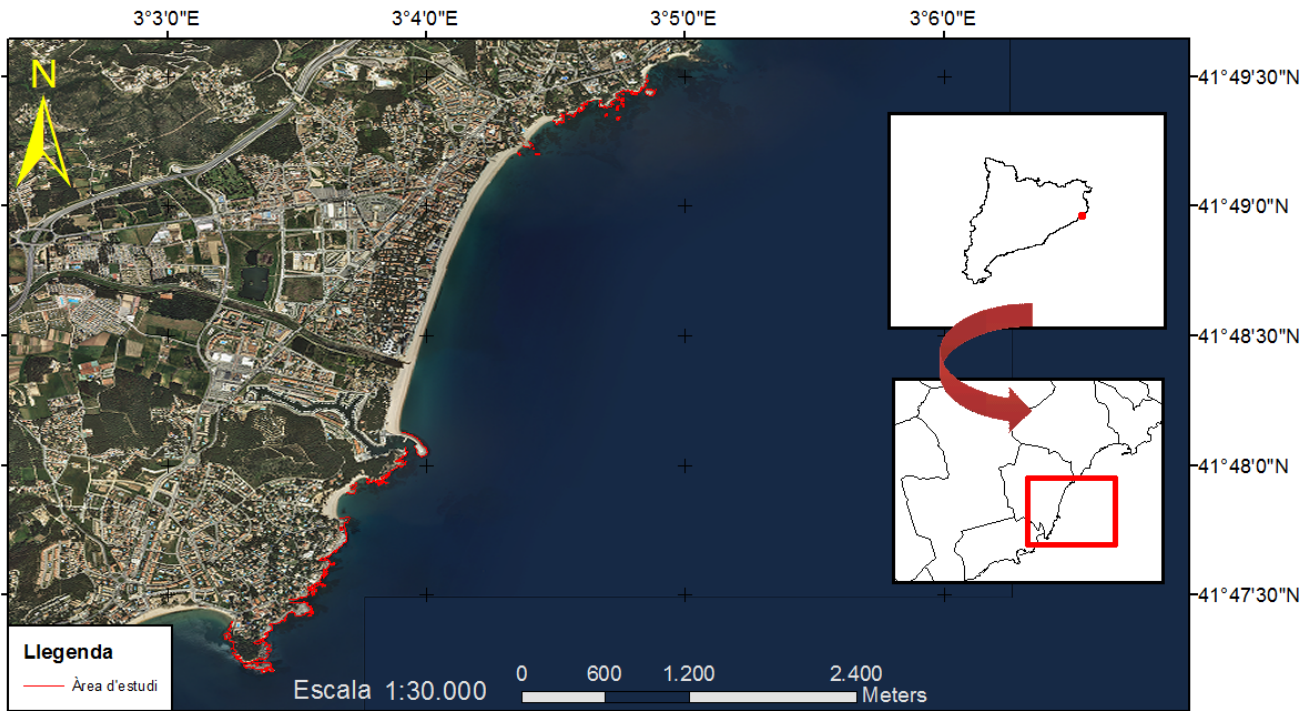 3°3'0"E 3°4'0"E 3°5'0"E 3°6'0"E
N
41°49'30"N
41°49'0"N
41°48'30"N
41°48'0"N
41°47'30"N
Llegenda
Àrea d'estudi
Escala 1:30.000
0 600 1.200 2.400
Meters